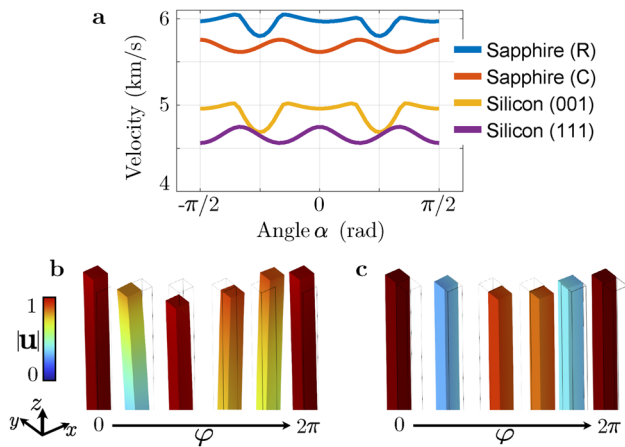 a
Velocity (km/s)
6
5
4
-π/2
0
π/2
Angle α (rad)
Sapphire (R)
Sapphire (C)
Silicon (001)
Silicon (111)
b
1
|u|
0
z
y
x
0
φ
2π
c
0
φ
2π